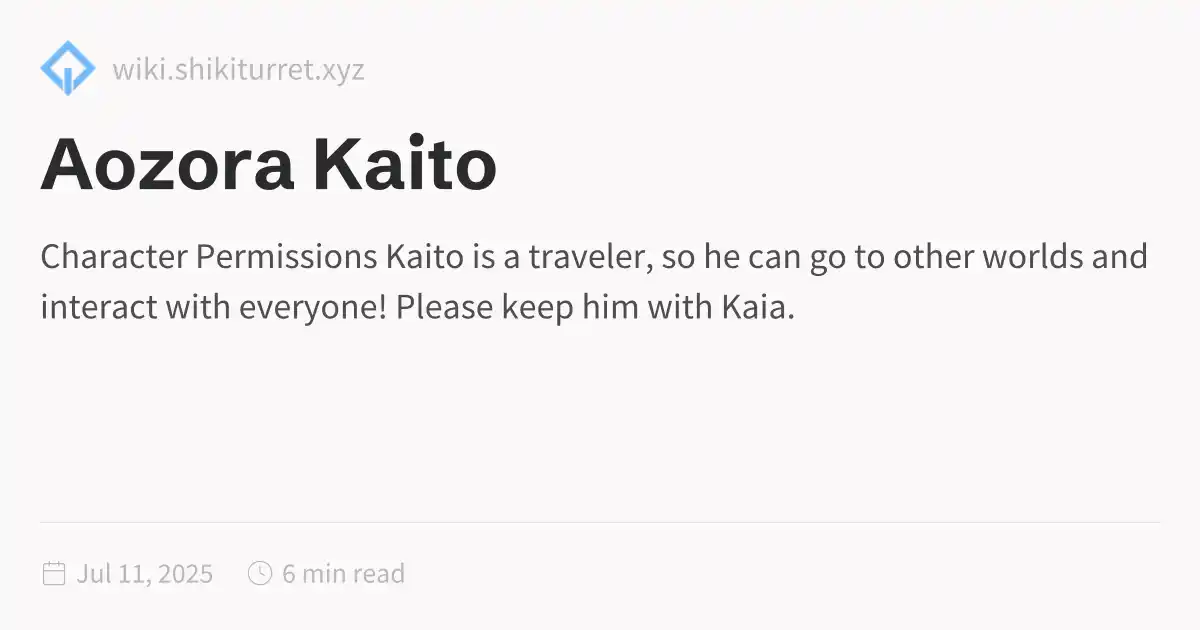 wiki.shikiturret.xyz
Aozora Kaito
Character Permissions Kaito is a traveler, so he can go to other worlds and
interact with everyone! Please keep him with Kaia.
Jul 11, 2025
6 min read